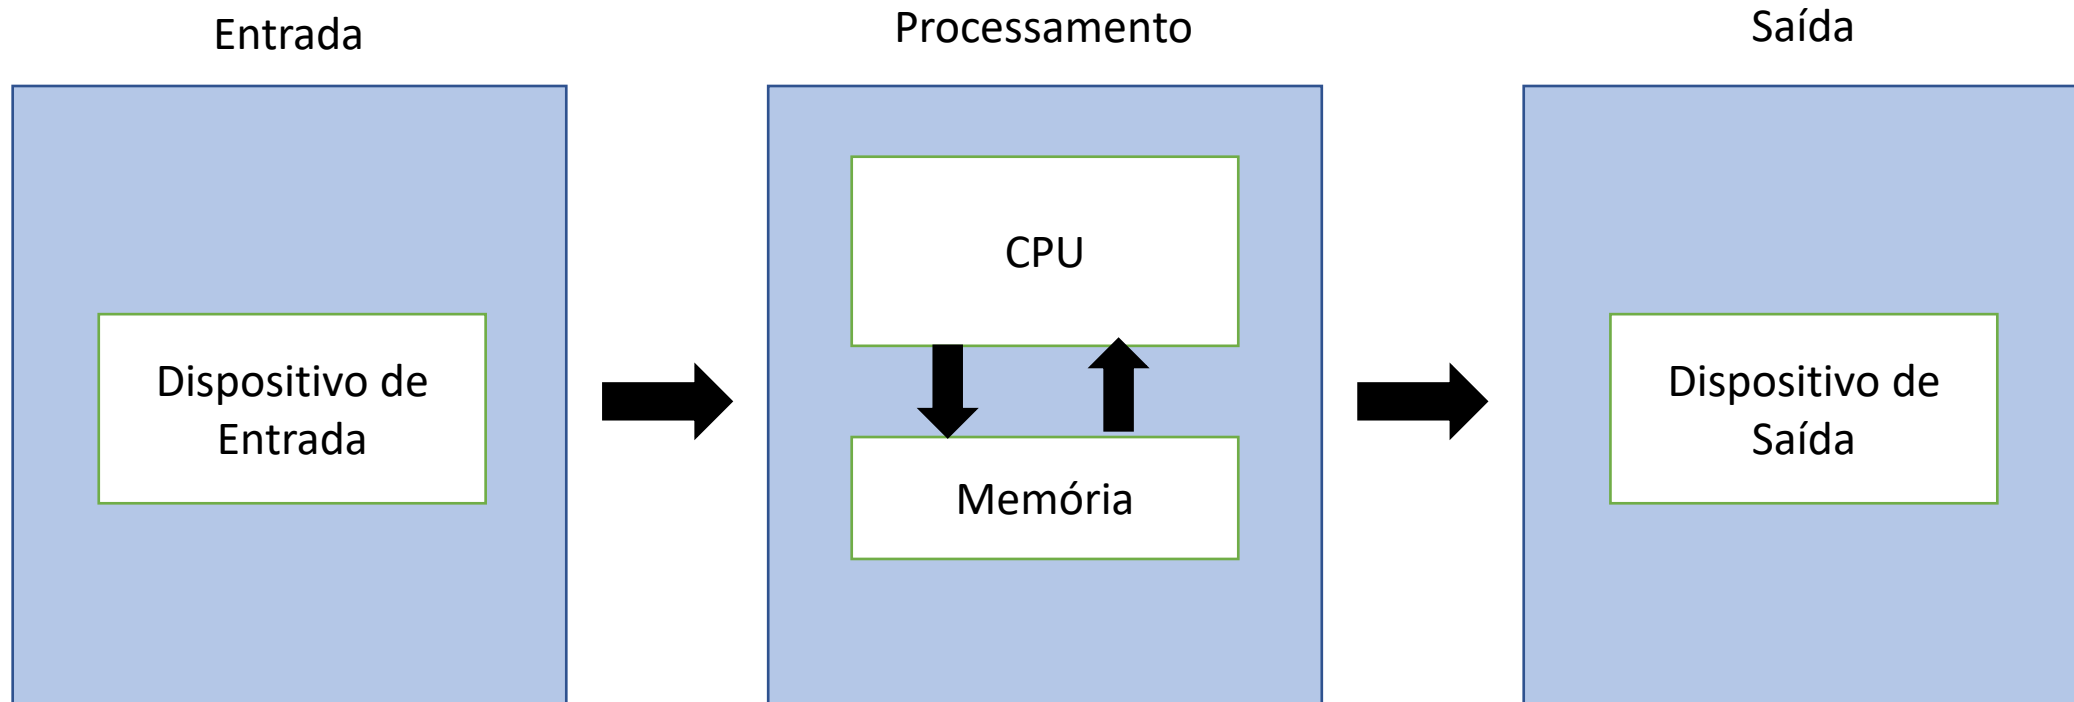 Entrada
Processamento
Saída
Dispositivo de
Entrada
CPU
Memória
Dispositivo de
Saída